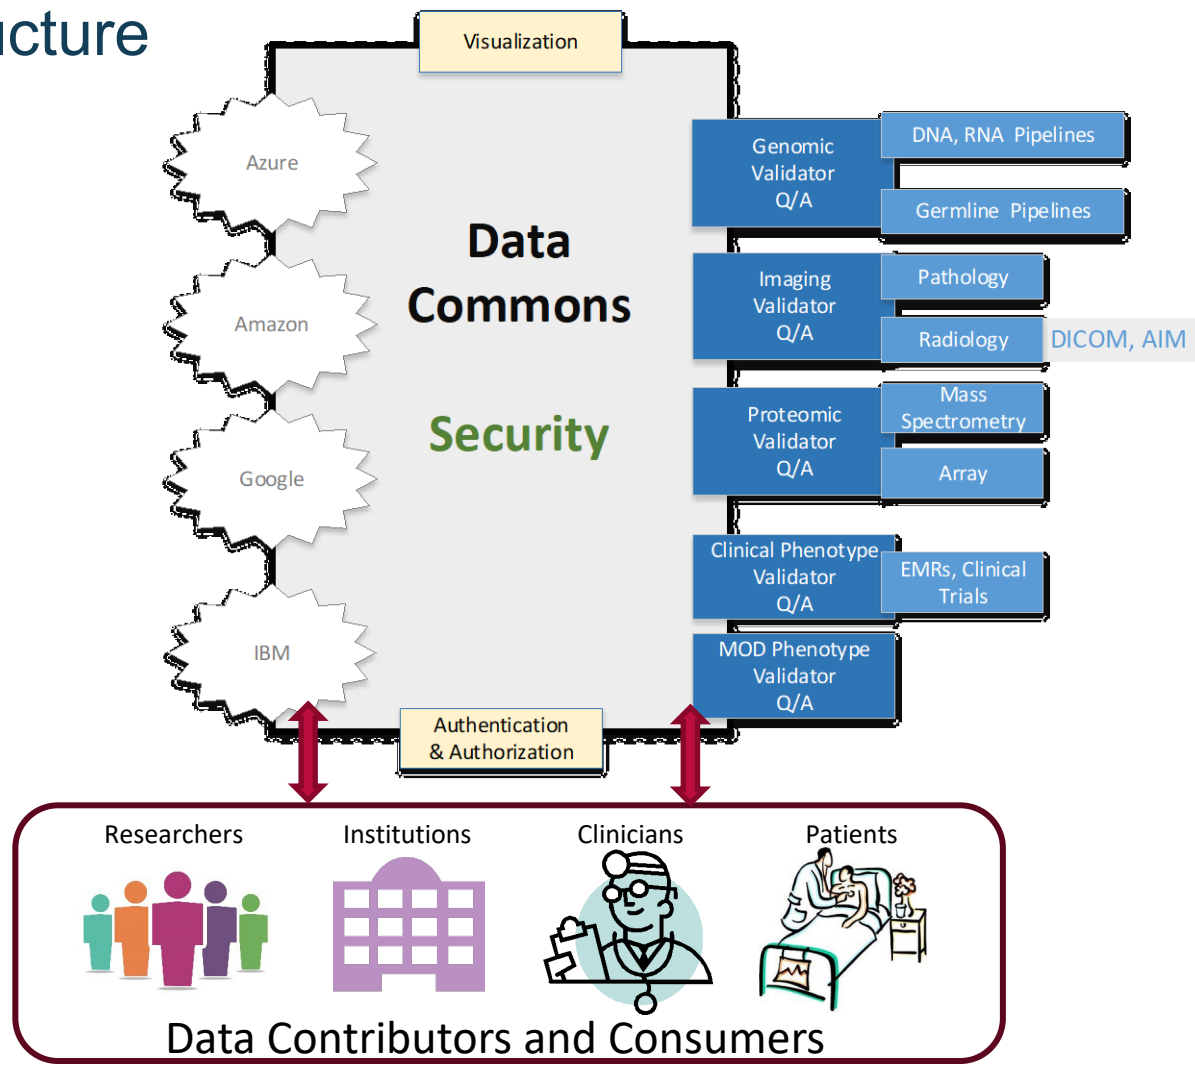 ucture
Visualization
Azure
Amazon
Google
IBM
Data
Commons
Security
Genomic
Validator
Q/A
DNA, RNA Pipelines
Germline Pipelines
Imaging
Validator
Q/A
Pathology
Radiology
DICOM, AIM
Proteomic
Validator
Q/A
Mass
Spectrometry
Array
Clinical Phenotype
Validator
Q/A
EMRs, Clinical
Trials
MOD Phenotype
Validator
Q/A
Authentication
& Authorization
Researchers
Institutions
Clinicians
Patients
Data Contributors and Consumers